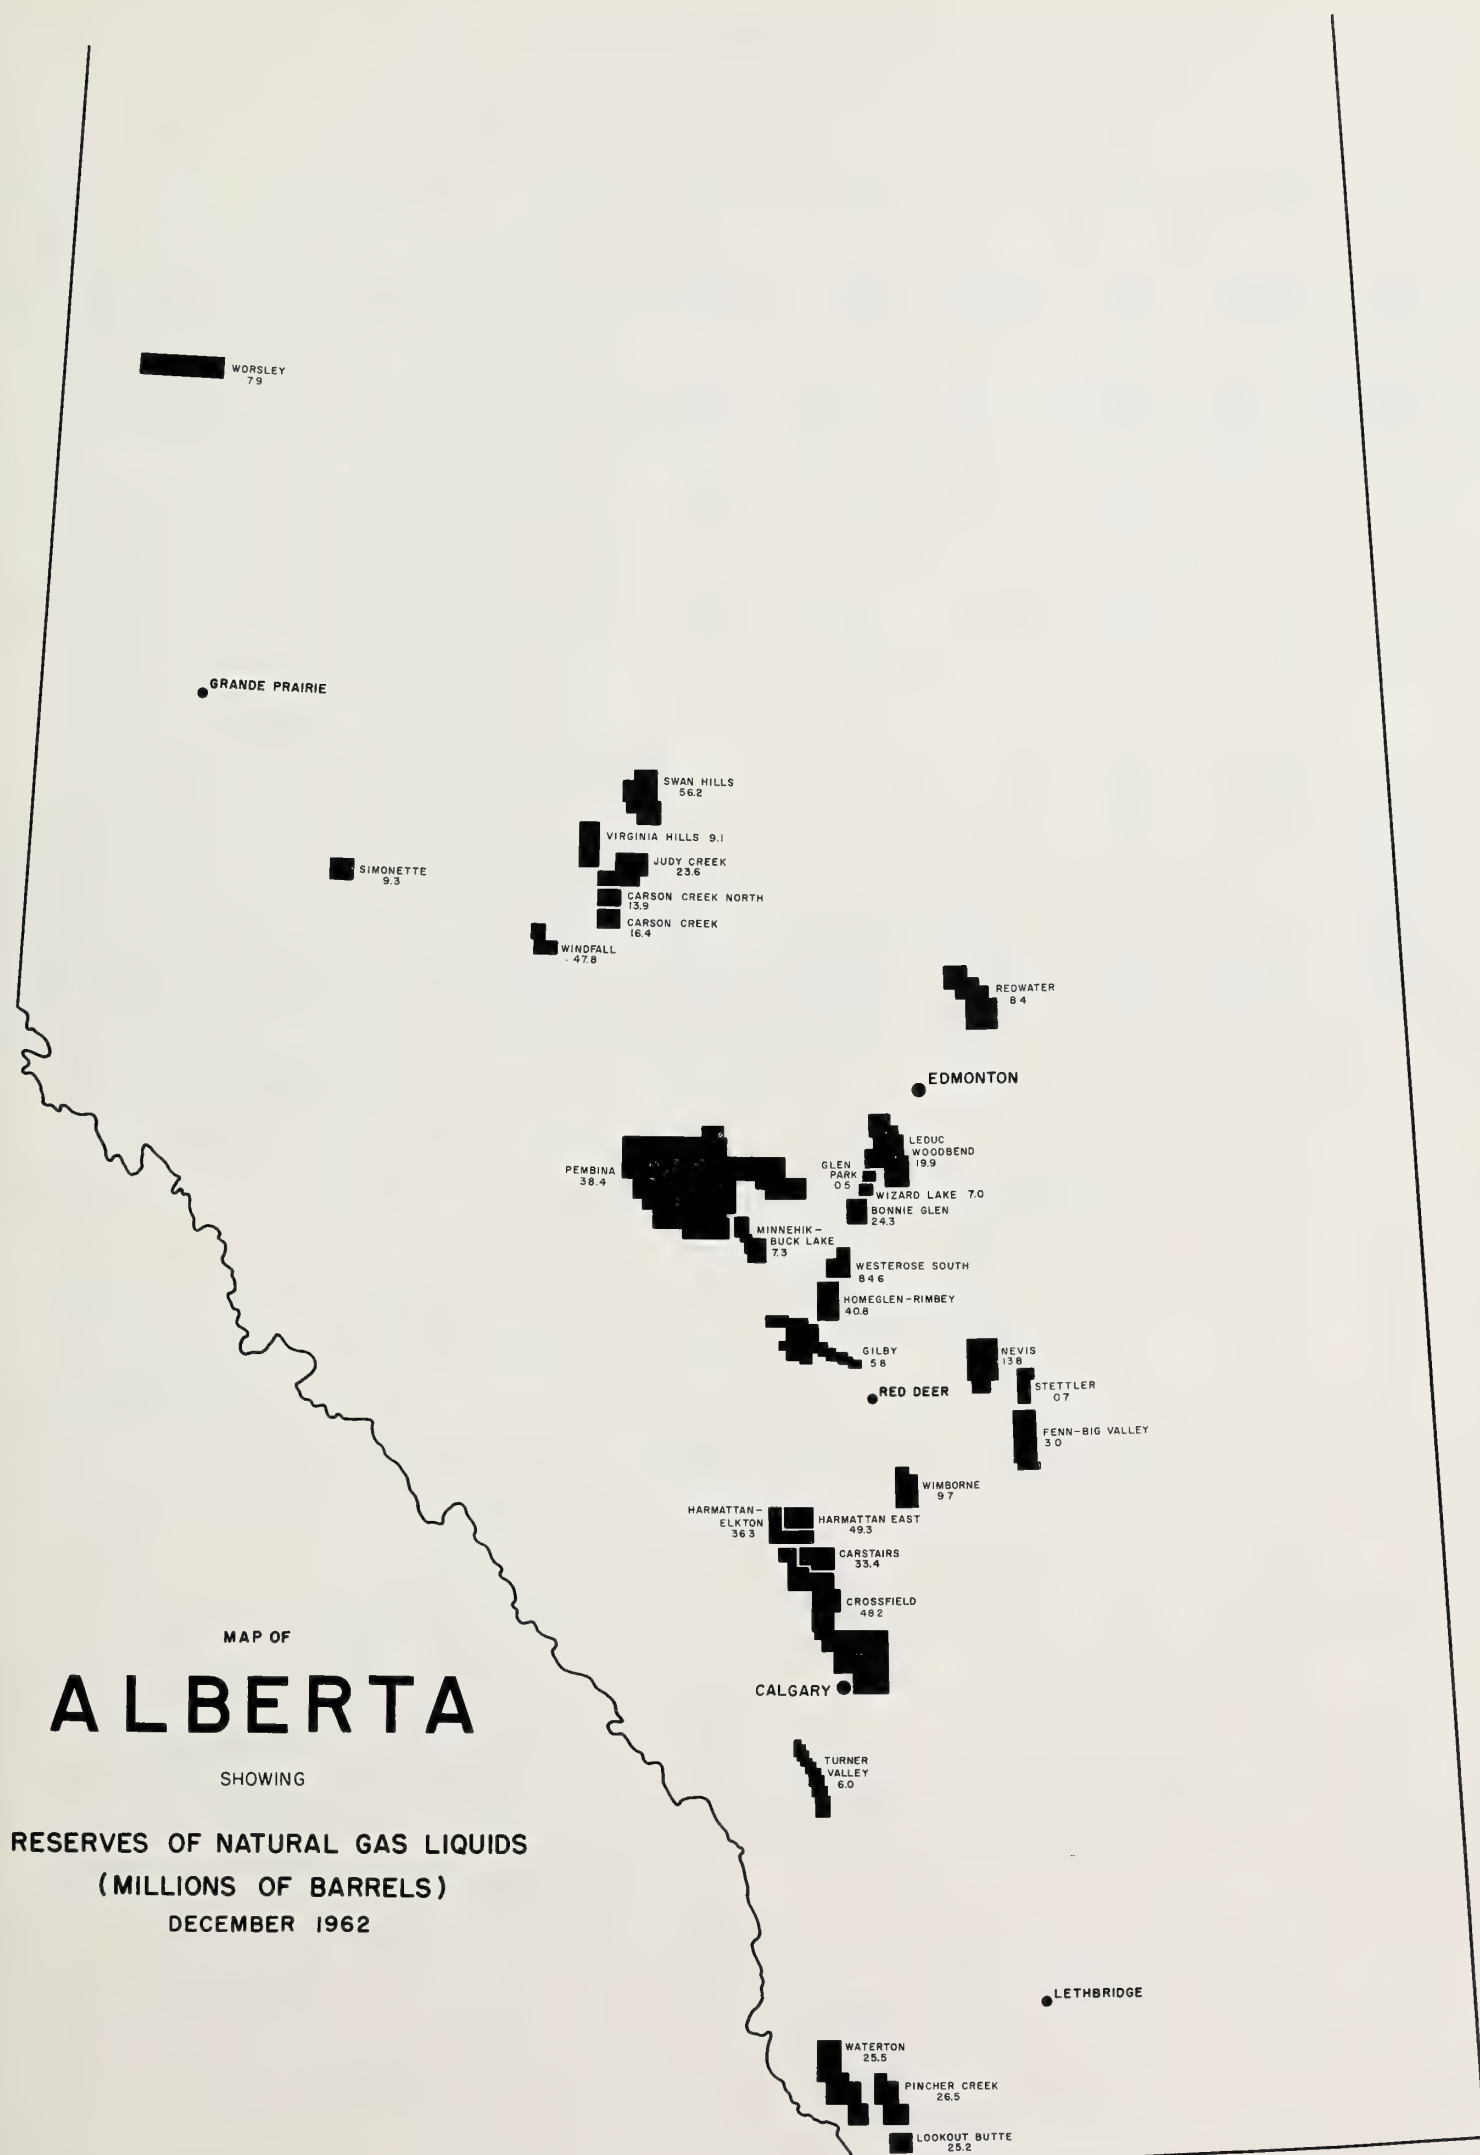 WORSLEY
79
GRANDE PRAIRIE
SWAN HILLS
56.2
VIRGINIA HILLS 9.1
JUDY CREEK
23.6
SIMONETTE
9.3
CARSON CREEK NORTH
13.9
CARSON CREEK
16.4
WINDFALL
47.8
REDWATER
8 4
EDMONTON
LEDUC
WOODBEND
19.9
GLEN
PARK
0 5
PEMBINA
38.4
WIZARD LAKE 7.0
BONNIE GLEN
24.3
MINNEHIK-
BUCK LAKE
7.3
WESTEROSE SOUTH
8 4 6
HOMEGLEN-RIMBEY
40.8
GILBY
5 8
NEVIS
13 8
STETTLER
0 7
RED DEER
FENN-BIG VALLEY
3 0
WIMBORNE
9 7
HARMATTAN-
ELKTON
36 3
HARMATTAN EAST
49.3
CARSTAIRS
33.4
CROSSFIELD
48 2
CALGARY
TURNER
VALLEY
6.0
MAP OF
ALBERTA
SHOWING
RESERVES OF NATURAL GAS LIQUIDS
(MILLIONS OF BARRELS)
DECEMBER 1962
LETHBRIDGE
WATERTON
25.5
PINCHER CREEK
26.5
LOOKOUT BUTTE
25.2